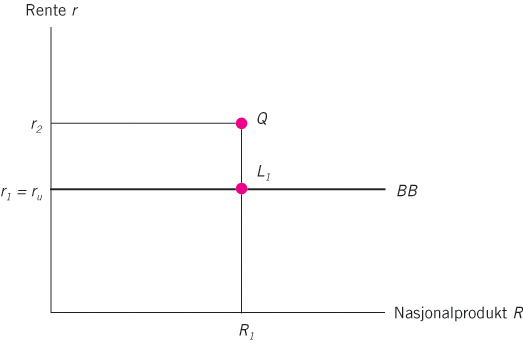 Rente r
Q
r2
L1
r1 = ru
BB
Nasjonalprodukt R
R1